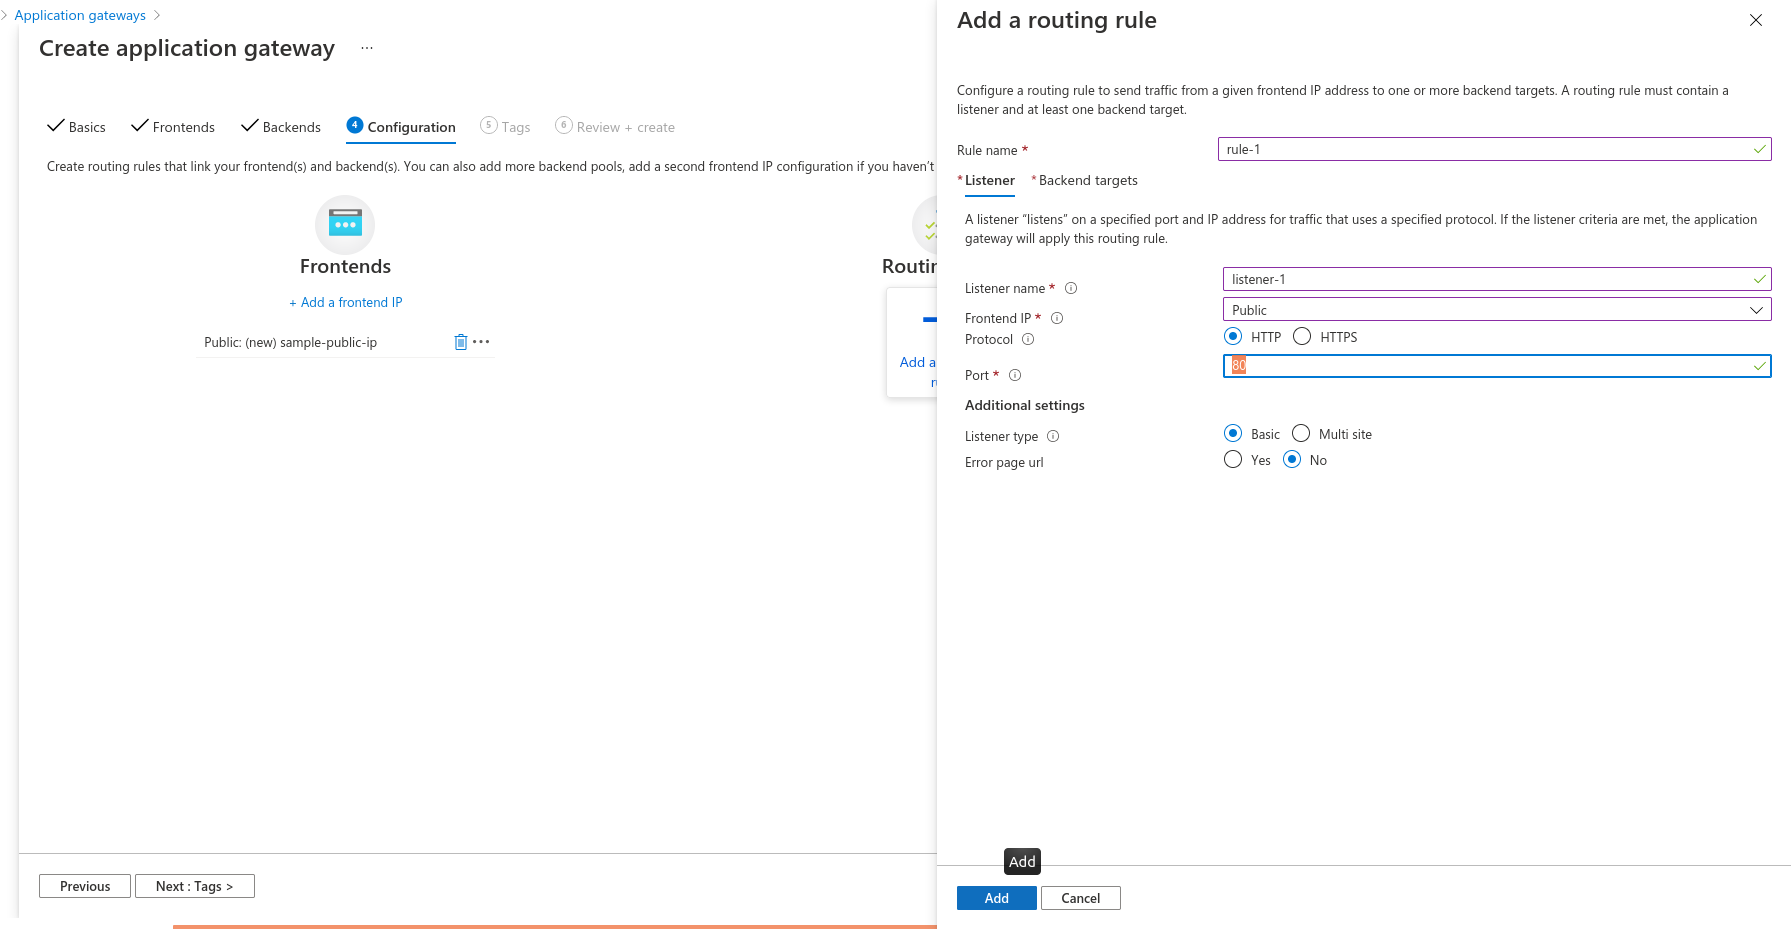 Application gateways
Create application gateway ...
Basics
Frontends
Backends
4 Configuration
5 Tags
6 Review + create
Create routing rules that link your frontend(s) and backend(s). You can also add more backend pools, add a second frontend IP configuration if you haven't
Frontends
+ Add a frontend IP
Public: (new) sample-public-ip
Routin
Add a
Previous
Next : Tags >
Add a routing rule
Configure a routing rule to send traffic from a given frontend IP address to one or more backend targets. A routing rule must contain a
listener and at least one backend target.
Rule name * rule-1
* Listener * Backend targets
A listener “listens” on a specified port and IP address for traffic that uses a specified protocol. If the listener criteria are met, the application
gateway will apply this routing rule.
Listener name * listener-1
Frontend IP * Public
Protocol HTTP HTTPS
Port * 80
Additional settings
Listener type Basic Multi site
Error page url Yes No
Add
Add
Cancel